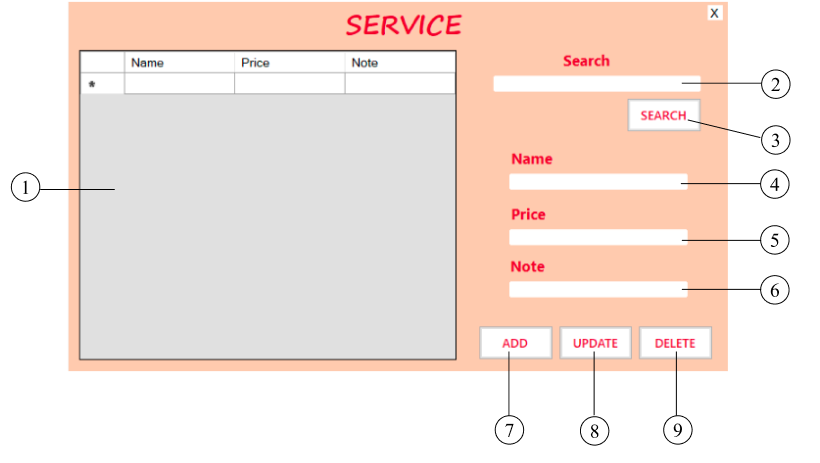 SERVICE
X
Name Price Note
*
Search
2
SEARCH
3
Name
1
4
Price
5
Note
6
ADD UPDATE DELETE
7 8 9